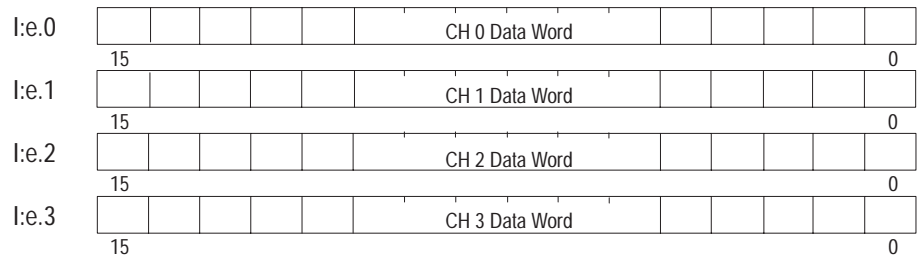 I:e.0 CH 0 Data Word
15 0
I:e.1 CH 1 Data Word
15 0
I:e.2 CH 2 Data Word
15 0
I:e.3 CH 3 Data Word
15 0